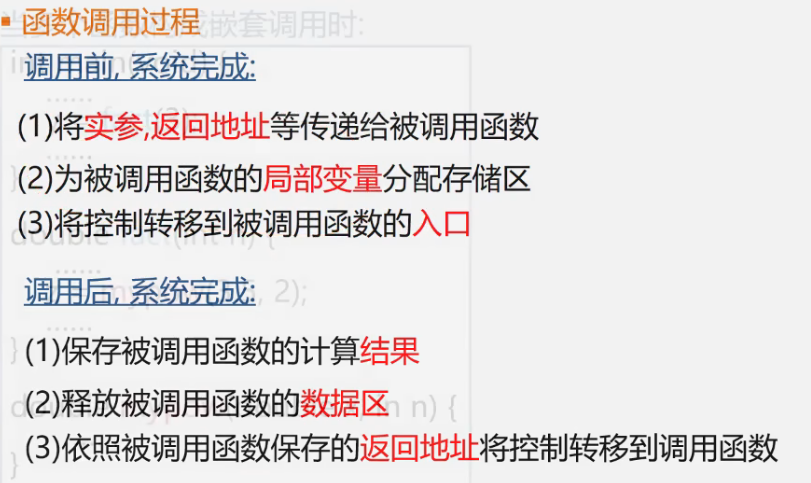 ▪ 函数调用过程
调用前, 系统完成:
(1)将实参,返回地址等传递给被调用函数
(2)为被调用函数的局部变量分配存储区
(3)将控制转移到被调用函数的入口
调用后, 系统完成:
(1)保存被调用函数的计算结果
(2)释放被调用函数的数据区
(3)依照被调用函数保存的返回地址将控制转移到调用函数